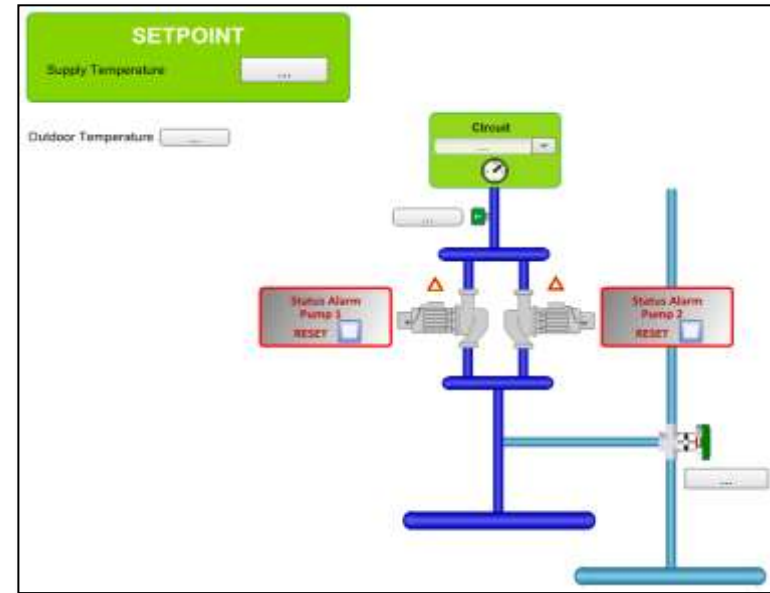 SETPOINT
Supply Temperature ...
Outdoor Temperature ...
Circuit
...
...
Status Alarm
Pump 1
RESET
Status Alarm
Pump 2
RESET
...